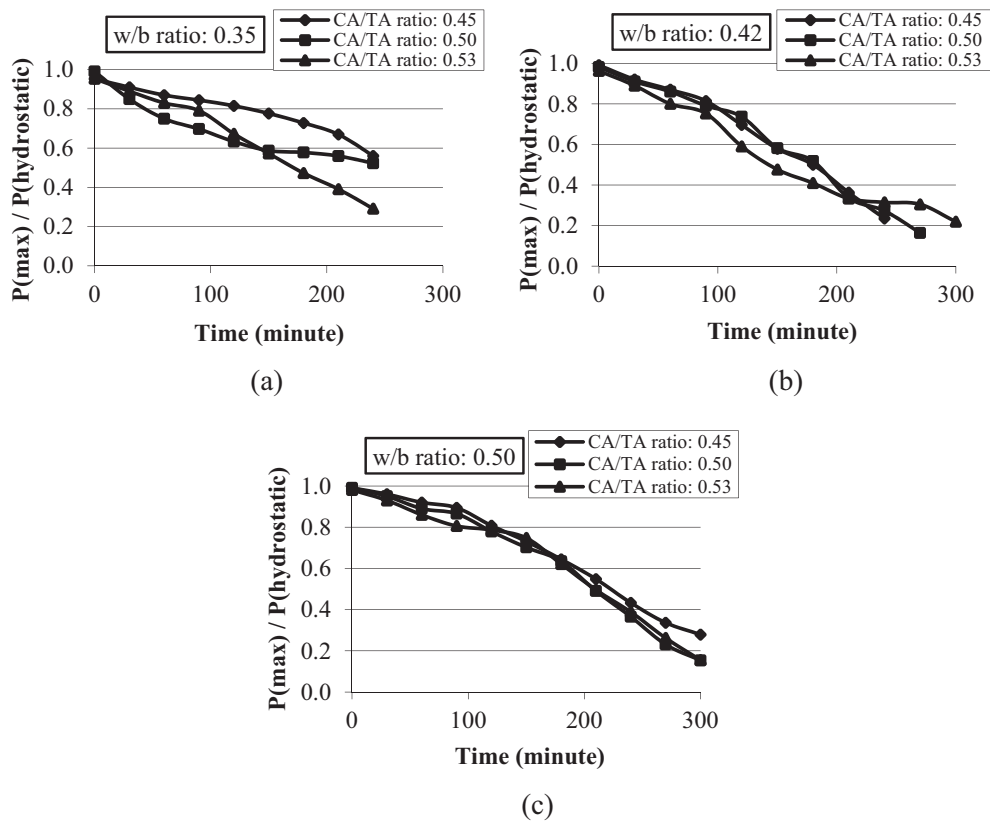 w/b ratio: 0.35
CA/TA ratio: 0.45
CA/TA ratio: 0.50
CA/TA ratio: 0.53
P(max) / P(hydrostatic)
1.0
0.8
0.6
0.4
0.2
0.0
0
100
200
300
Time (minute)
(a)
w/b ratio: 0.42
CA/TA ratio: 0.45
CA/TA ratio: 0.50
CA/TA ratio: 0.53
P(max) / P(hydrostatic)
1.0
0.8
0.6
0.4
0.2
0.0
0
100
200
300
Time (minute)
(b)
w/b ratio: 0.50
CA/TA ratio: 0.45
CA/TA ratio: 0.50
CA/TA ratio: 0.53
P(max) / P(hydrostatic)
1.0
0.8
0.6
0.4
0.2
0.0
0
100
200
300
Time (minute)
(c)